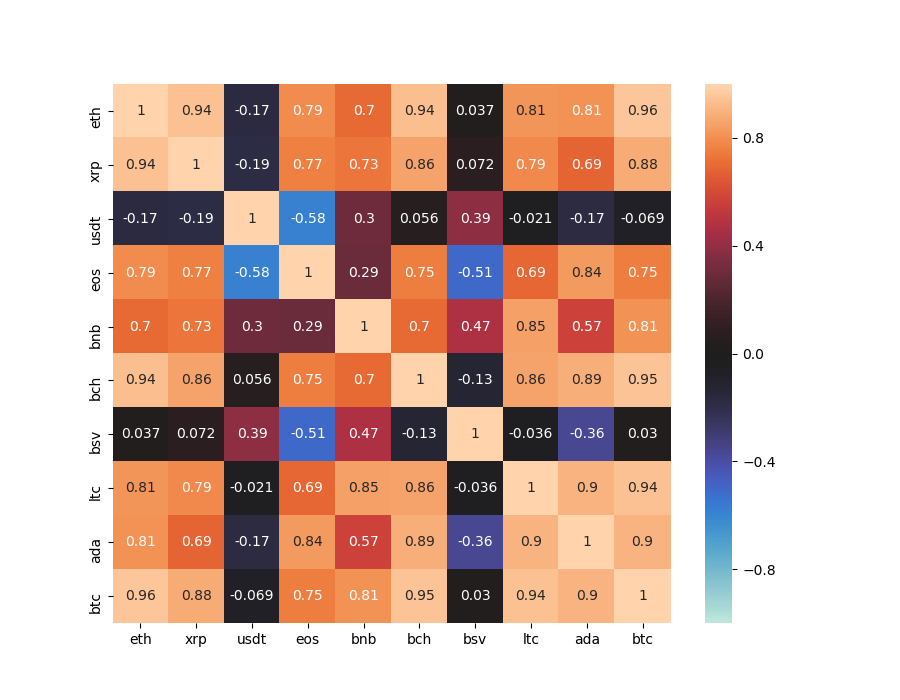 eth 1 0.94 -0.17 0.79 0.7 0.94 0.037 0.81 0.81 0.96
xrp 0.94 1 -0.19 0.77 0.73 0.86 0.072 0.79 0.69 0.88
usdt -0.17 -0.19 1 -0.58 0.3 0.056 0.39 -0.021 -0.17 -0.069
eos 0.79 0.77 -0.58 1 0.29 0.75 -0.51 0.69 0.84 0.75
bnb 0.7 0.73 0.3 0.29 1 0.7 0.47 0.85 0.57 0.81
bch 0.94 0.86 0.056 0.75 0.7 1 -0.13 0.86 0.89 0.95
bsv 0.037 0.072 0.39 -0.51 0.47 -0.13 1 -0.036 -0.36 0.03
ltc 0.81 0.79 -0.021 0.69 0.85 0.86 -0.036 1 0.9 0.94
ada 0.81 0.69 -0.17 0.84 0.57 0.89 -0.36 0.9 1 0.9
btc 0.96 0.88 -0.069 0.75 0.81 0.95 0.03 0.94 0.9 1
eth xrp usdt eos bnb bch bsv ltc ada btc
0.8
0.4
0.0
−0.4
−0.8